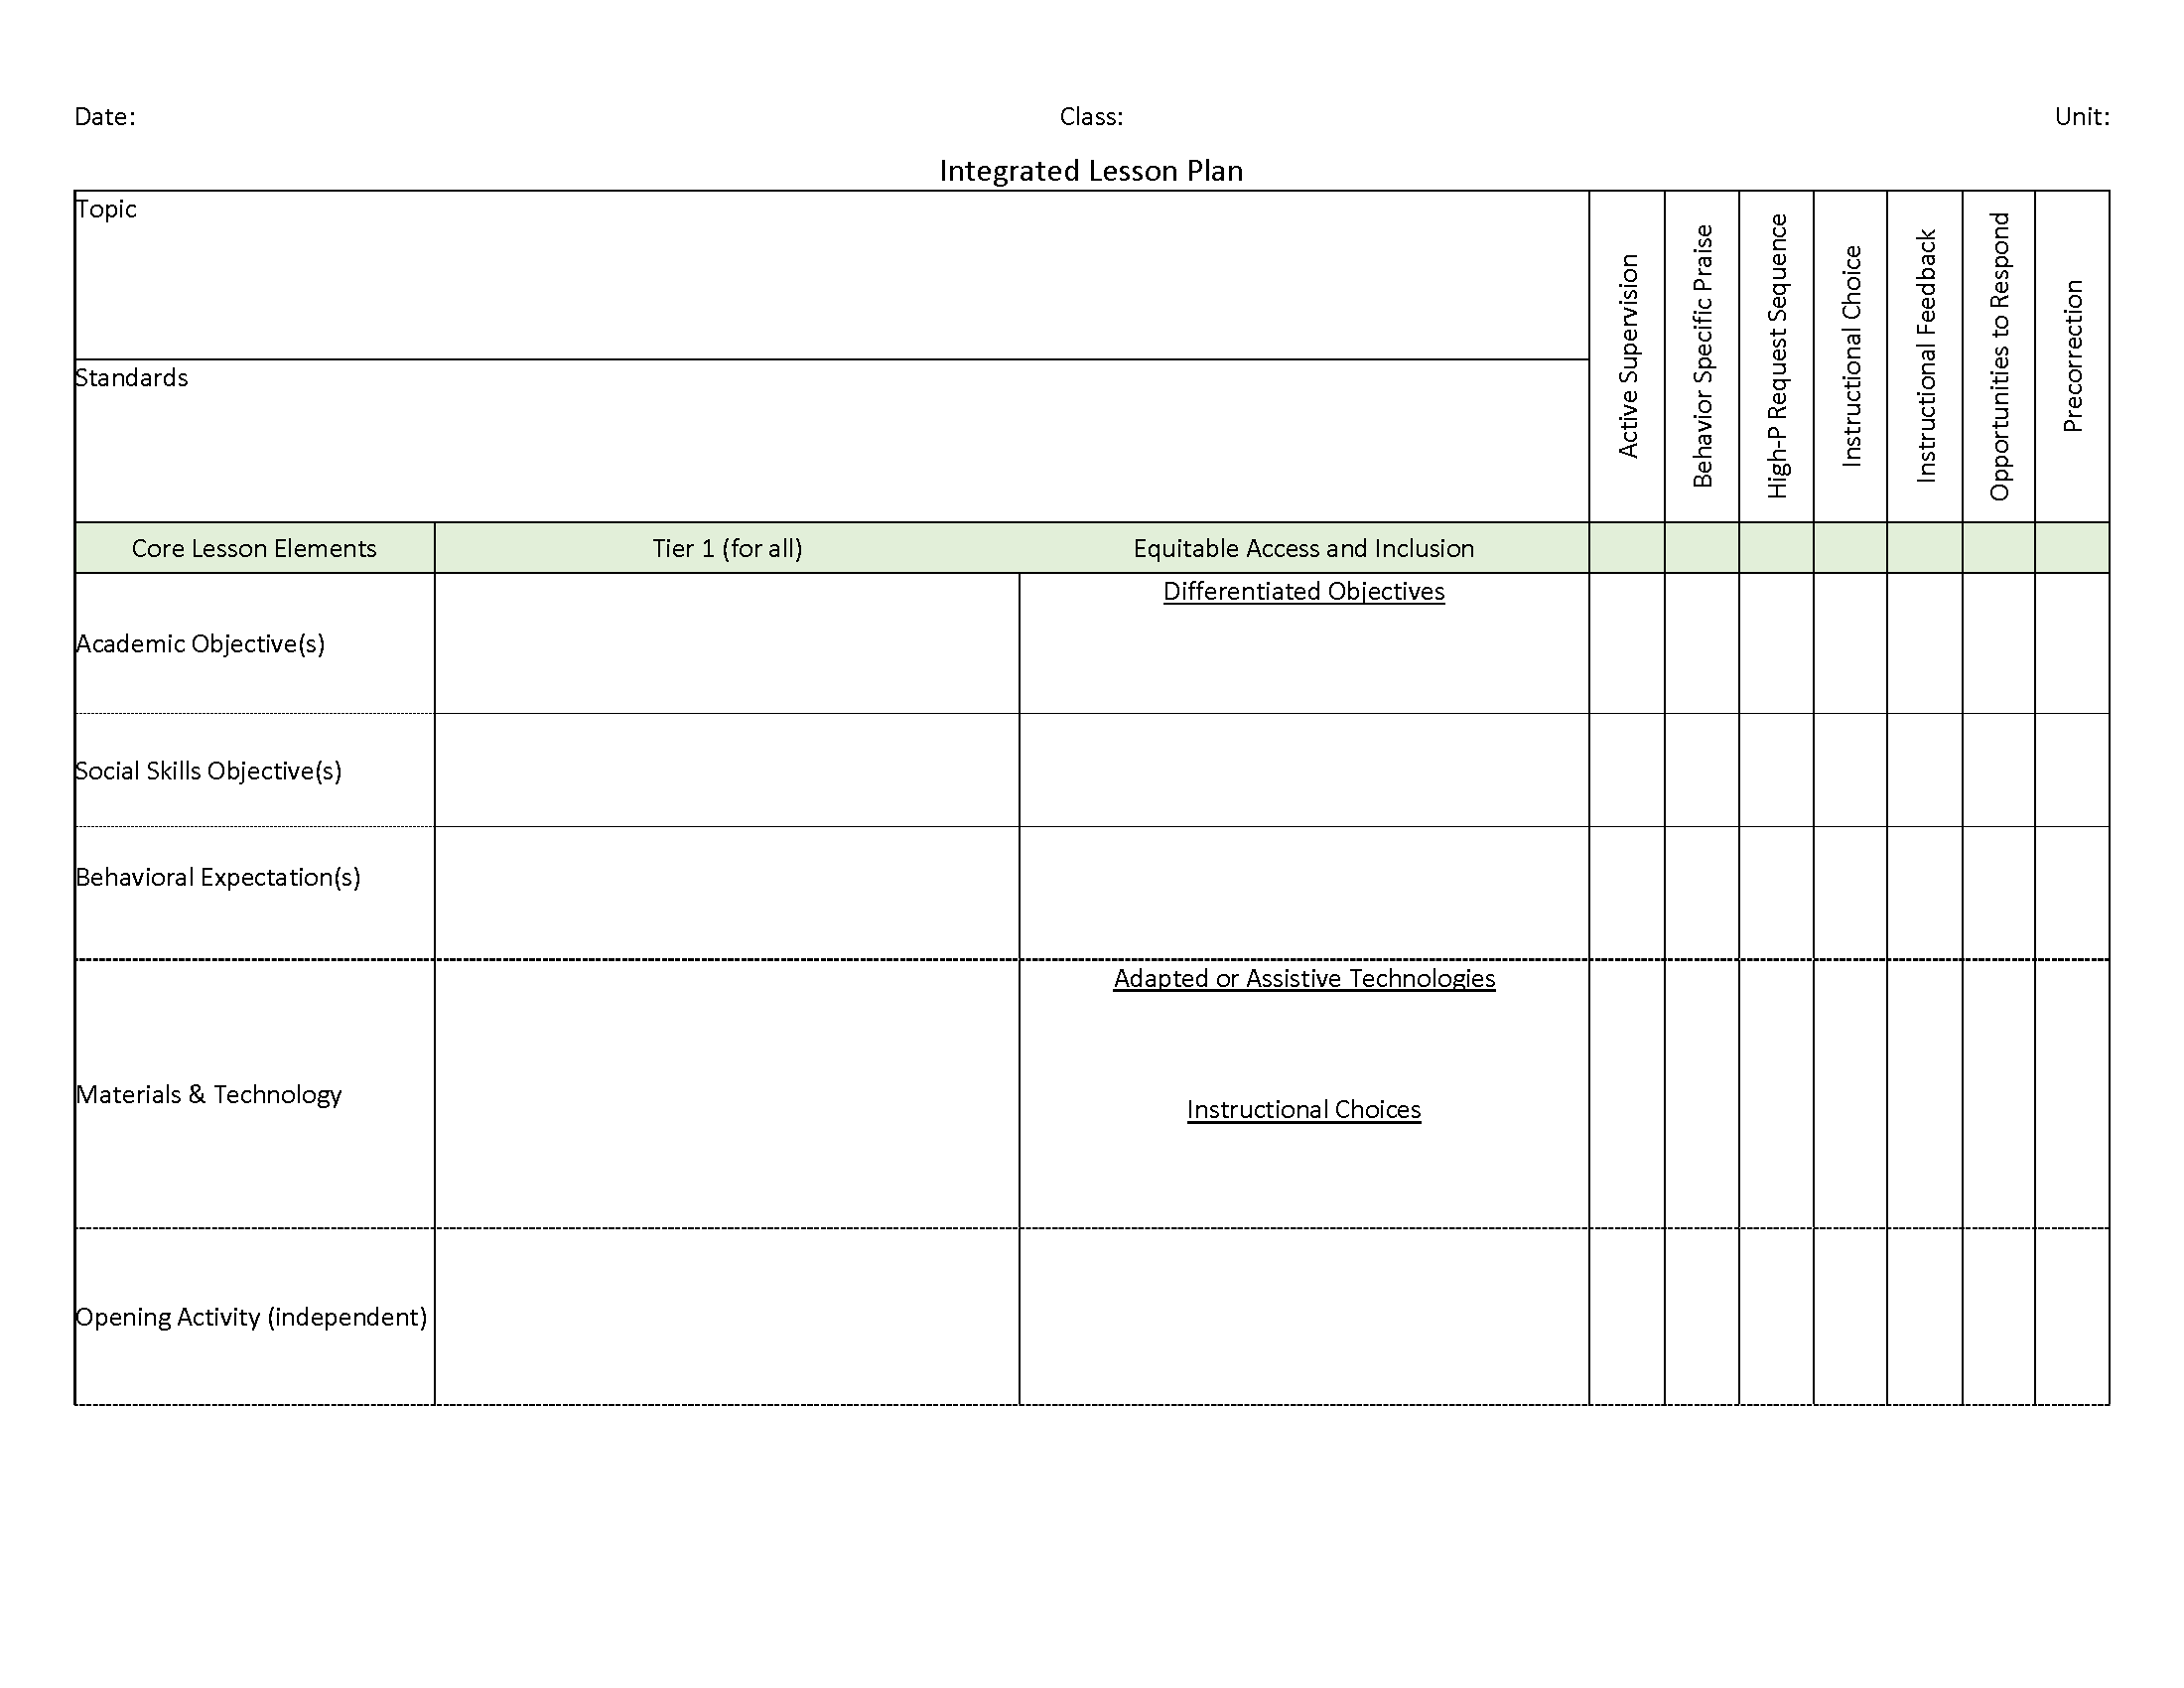 Date: Class: Unit:
Integrated Lesson Plan
Topic
Standards
Active Supervision
Behavior Specific Praise
High-P Request Sequence
Instructional Choice
Instructional Feedback
Opportunities to Respond
Precorrection
Core Lesson Elements Tier 1 (for all) Equitable Access and Inclusion
Differentiated Objectives
Academic Objective(s)
Social Skills Objective(s)
Behavioral Expectation(s)
Adapted or Assistive Technologies
Materials & Technology
Instructional Choices
Opening Activity (independent)